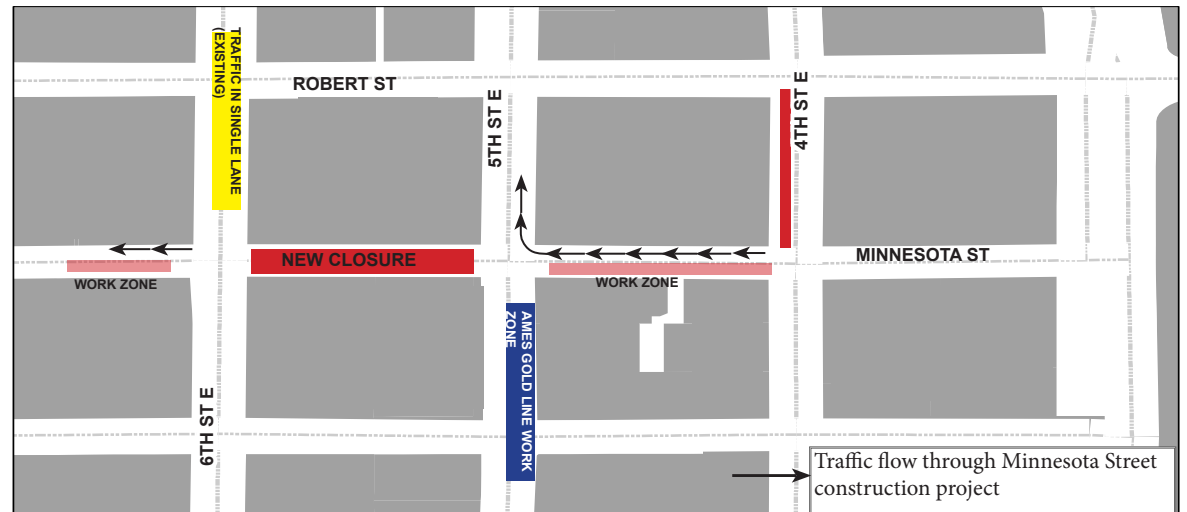 TRAFFIC IN SINGLE LANE
(EXISTING)
ROBERT ST
5TH ST E
4TH ST E
NEW CLOSURE
MINNESOTA ST
WORK ZONE
WORK ZONE
AMES GOLD LINE WORK
ZONE
6TH ST E
Traffic flow through Minnesota Street
construction project